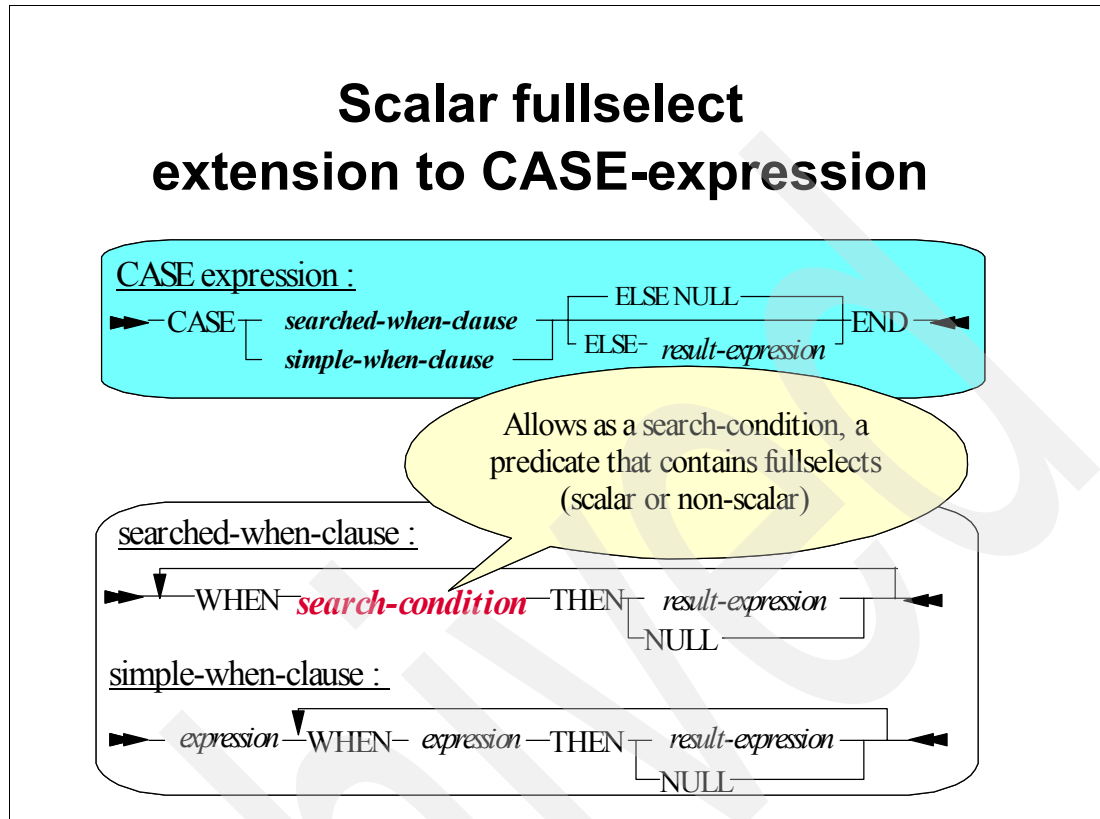 Scalar fullselect
extension to CASE-expression
CASE expression :
ELSE NULL
CASE searched-when-clause END
simple-when-clause ELSE result-expression
Allows as a search-condition, a
predicate that contains fullselects
(scalar or non-scalar)
searched-when-clause :
WHEN search-condition THEN result-expression
NULL
simple-when-clause :
expression WHEN expression THEN result-expression
NULL